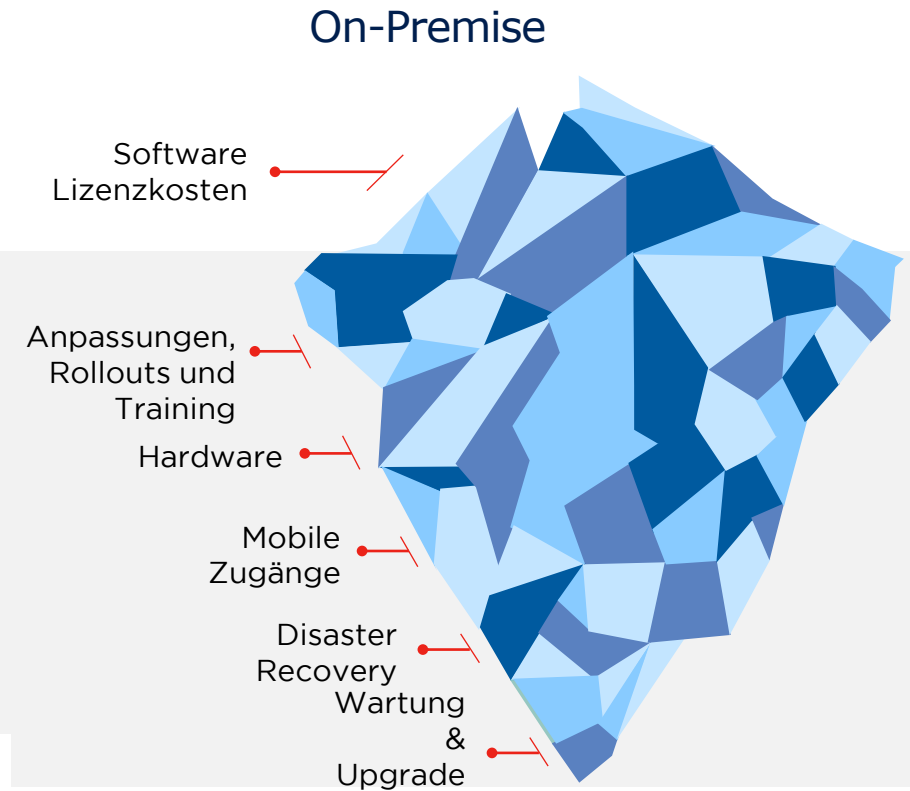 On-Premise
Software
Lizenzkosten
Anpassungen,
Rollouts und
Training
Hardware
Mobile
Zugänge
Disaster
Recovery
Wartung
&
Upgrade